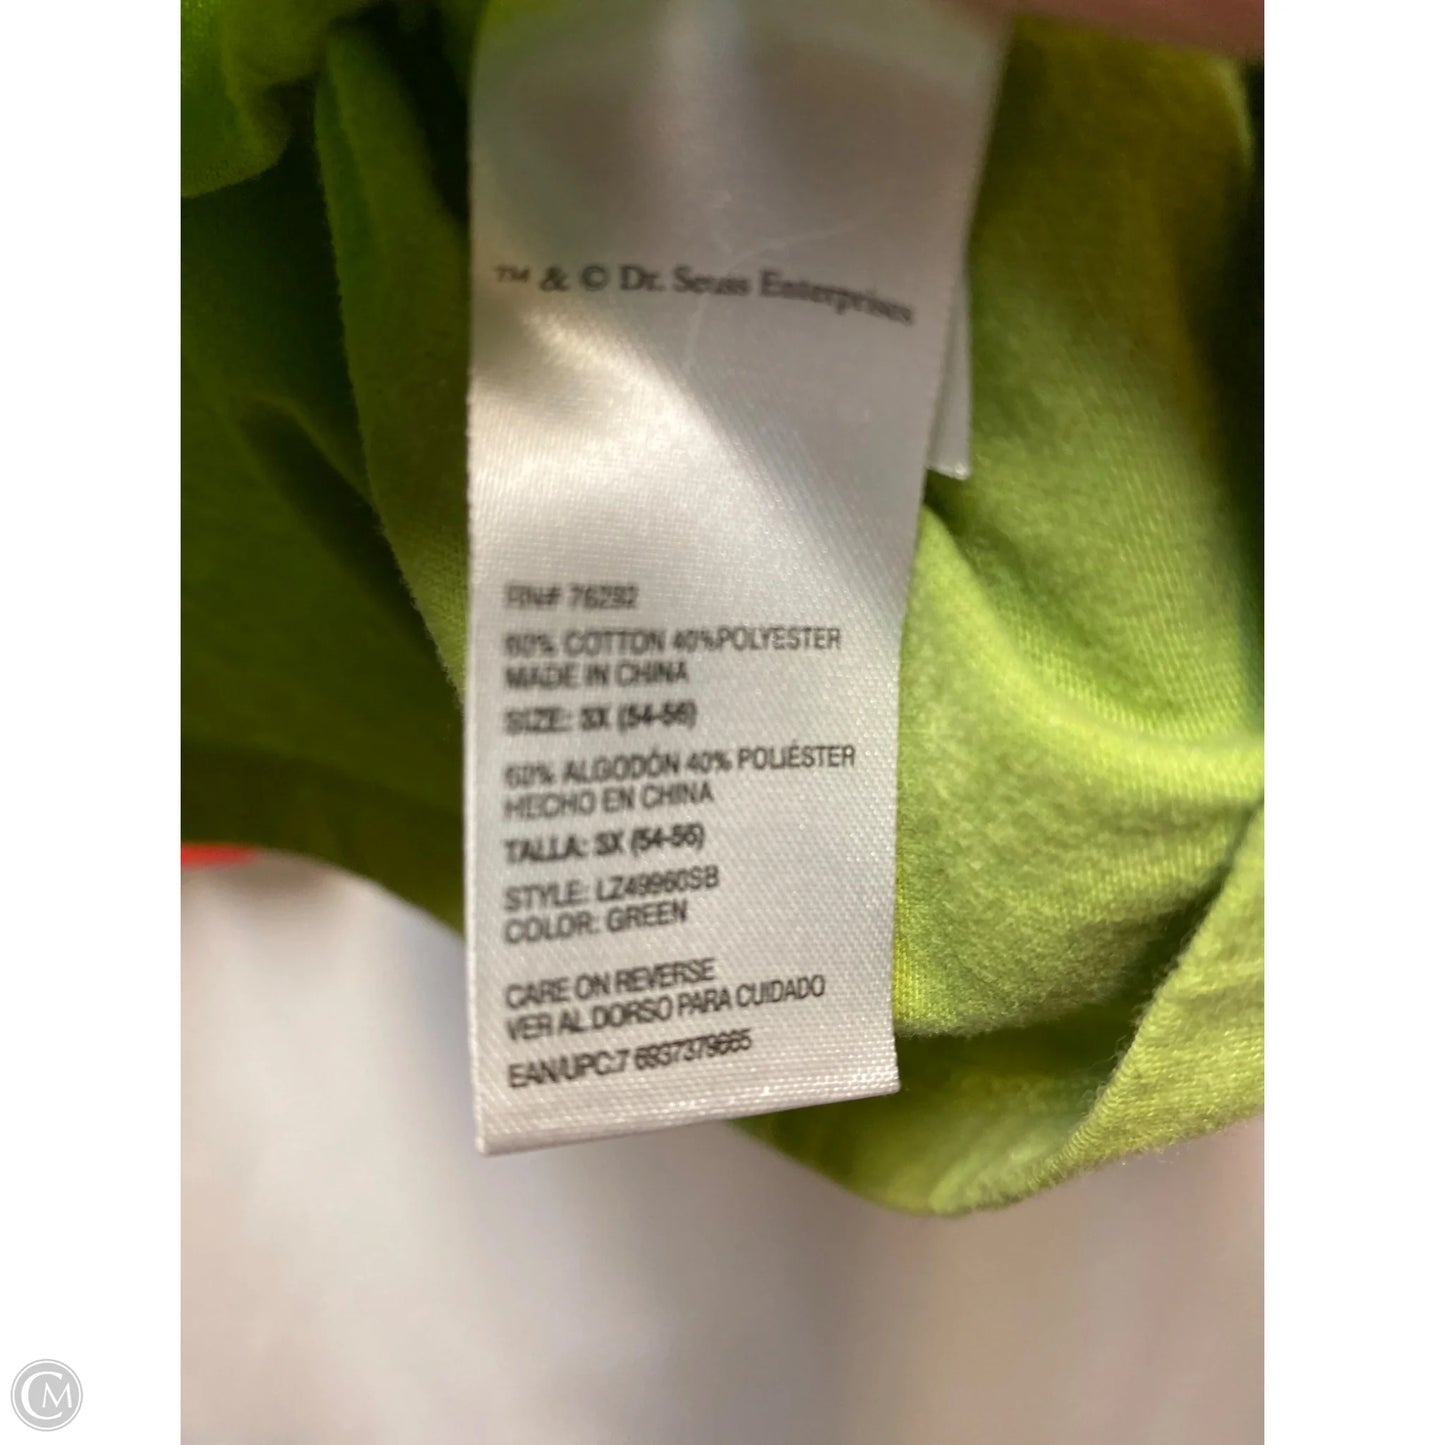 ™ & © Dr. Seuss Enterprises
RN# 76292
60% COTTON 40%POLYESTER
MADE IN CHINA
SIZE: 3X (54-56)
60% ALGODÓN 40% POLIÉSTER
HECHO EN CHINA
TALLA: 3X (54-56)
STYLE: LZ49960SB
COLOR: GREEN
CARE ON REVERSE
VER AL DORSO PARA CUIDADO
EAN/UPC:7 6937379665
CM